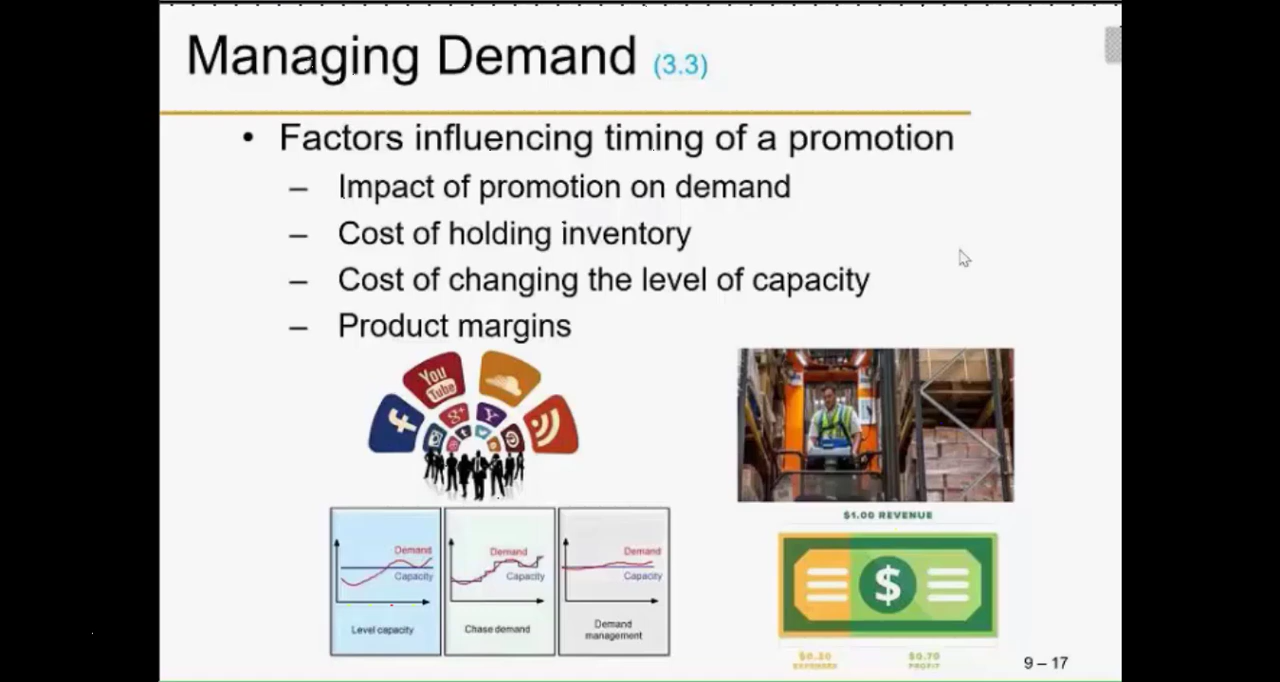 Managing Demand (3.3)
• Factors influencing timing of a promotion
– Impact of promotion on demand
– Cost of holding inventory
– Cost of changing the level of capacity
– Product margins
You
Tube
g+
Y
$1.00 REVENUE
Demand
Capacity
Level capacity
Demand
Capacity
Chase demand
Demand
Capacity
Demand
management
$
$0.30
EXPENSES
$0.70
PROFIT
9 – 17